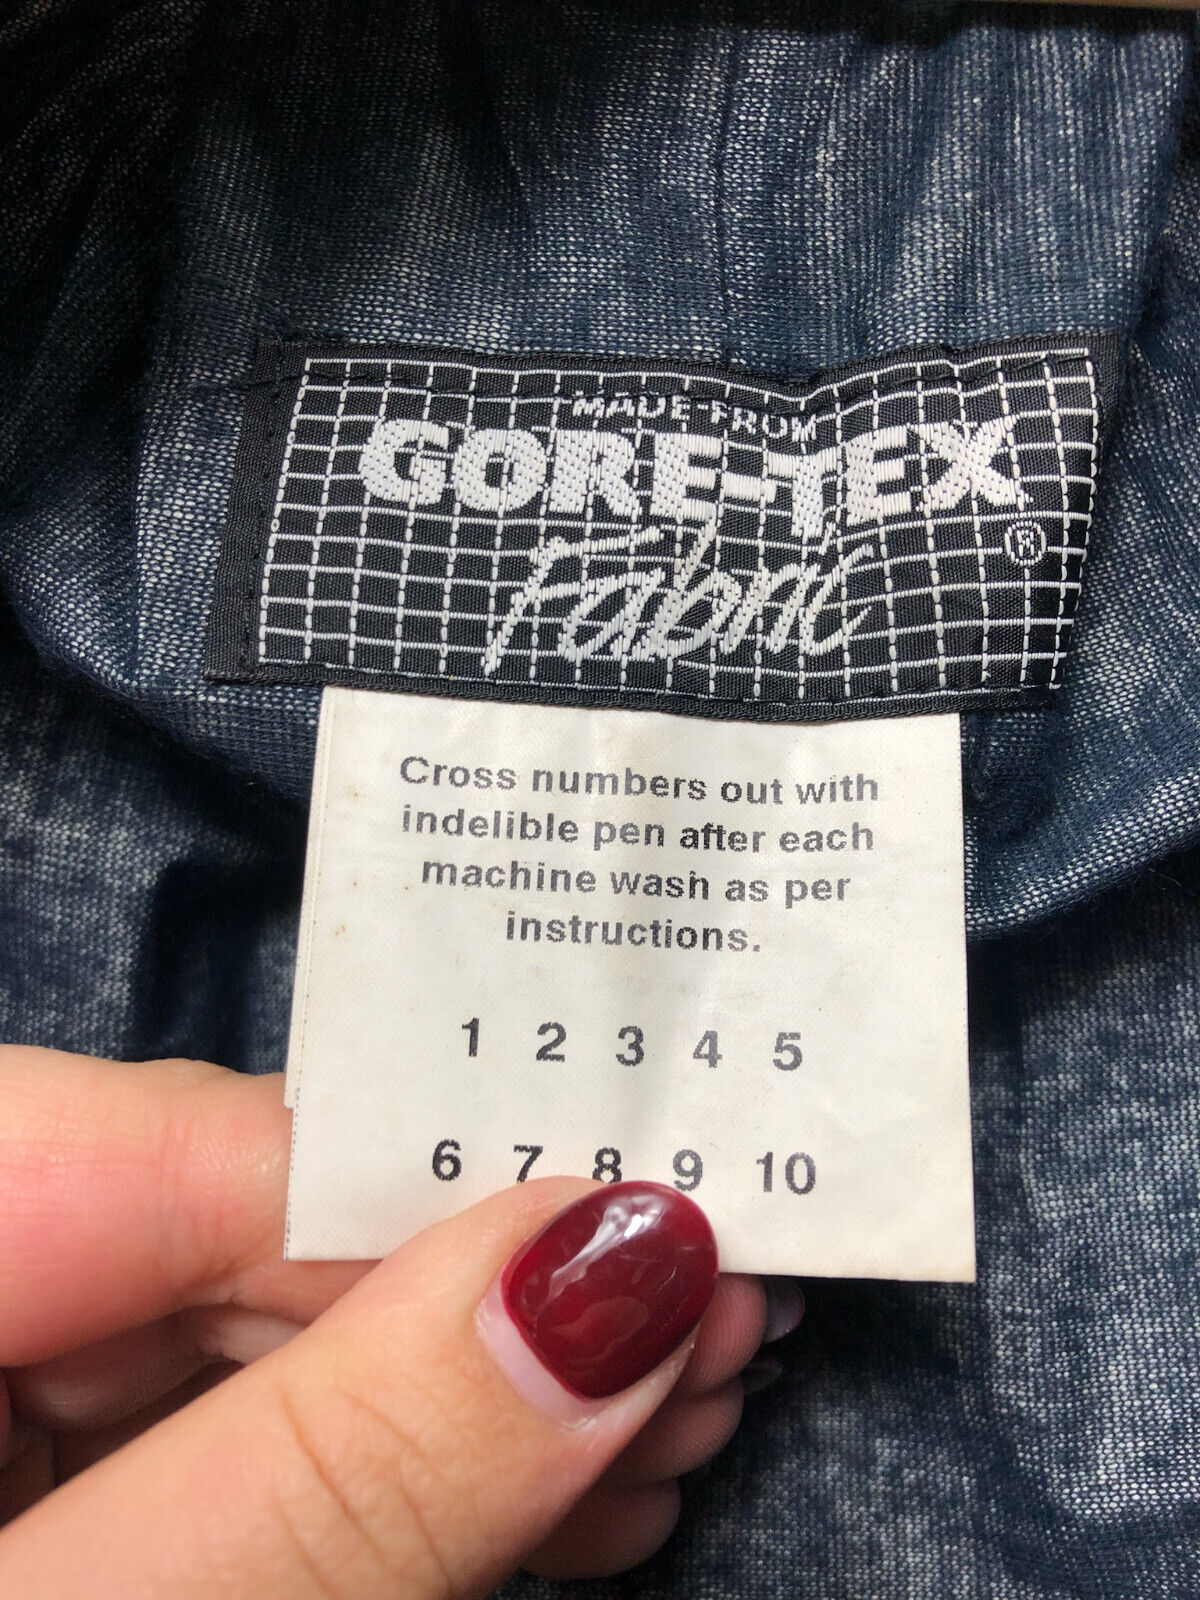 MADE FROM
GORE-TEX
®
Fabric
Cross numbers out with
indelible pen after each
machine wash as per
instructions.
1 2 3 4 5
6 7 8 9 10